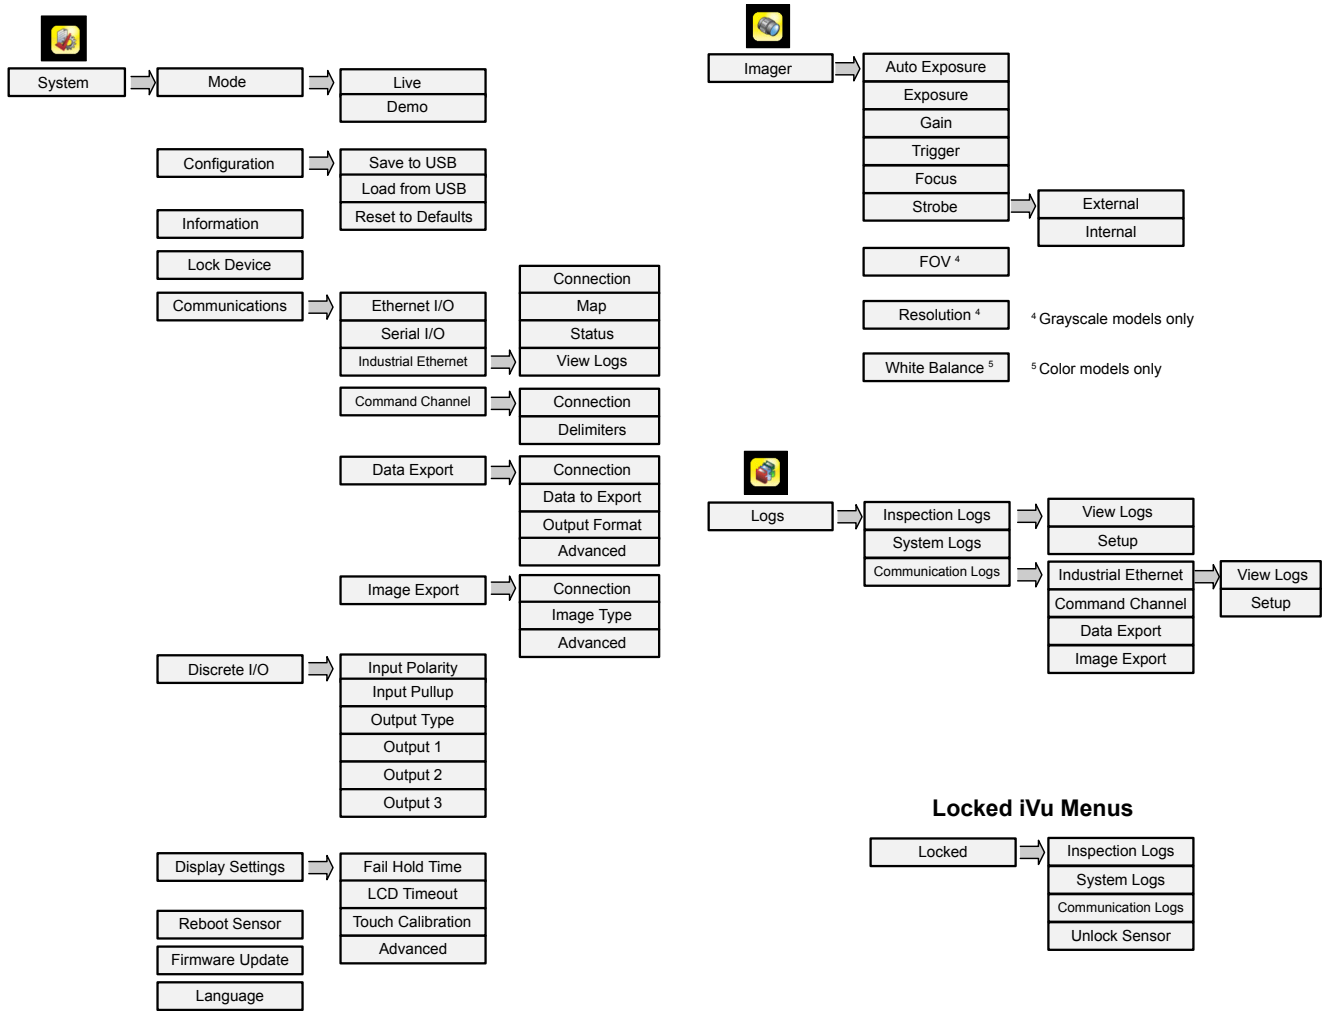 System
Mode
Live
Demo
Configuration
Save to USB
Load from USB
Reset to Defaults
Information
Lock Device
Communications
Ethernet I/O
Serial I/O
Industrial Ethernet
Connection
Map
Status
View Logs
Command Channel
Connection
Delimiters
Data Export
Connection
Data to Export
Output Format
Advanced
Image Export
Connection
Image Type
Advanced
Discrete I/O
Input Polarity
Input Pullup
Output Type
Output 1
Output 2
Output 3
Display Settings
Fail Hold Time
LCD Timeout
Touch Calibration
Advanced
Reboot Sensor
Firmware Update
Language
Imager
Auto Exposure
Exposure
Gain
Trigger
Focus
Strobe
External
Internal
FOV 4
Resolution 4
4 Grayscale models only
White Balance 5
5 Color models only
Logs
Inspection Logs
View Logs
Setup
System Logs
Communication Logs
Industrial Ethernet
View Logs
Setup
Command Channel
Data Export
Image Export
Locked iVu Menus
Locked
Inspection Logs
System Logs
Communication Logs
Unlock Sensor